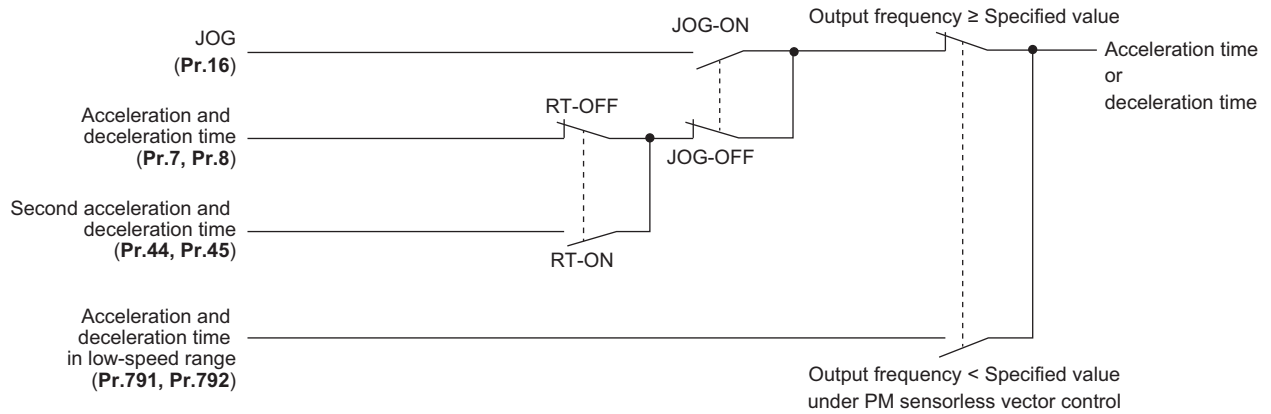 Output frequency ≥ Specified value
JOG-ON
JOG
(Pr.16)
Acceleration time
or
deceleration time
RT-OFF
Acceleration and
deceleration time
(Pr.7, Pr.8)
JOG-OFF
Second acceleration and
deceleration time
(Pr.44, Pr.45)
RT-ON
Acceleration and
deceleration time
in low-speed range
(Pr.791, Pr.792)
Output frequency < Specified value
under PM sensorless vector control